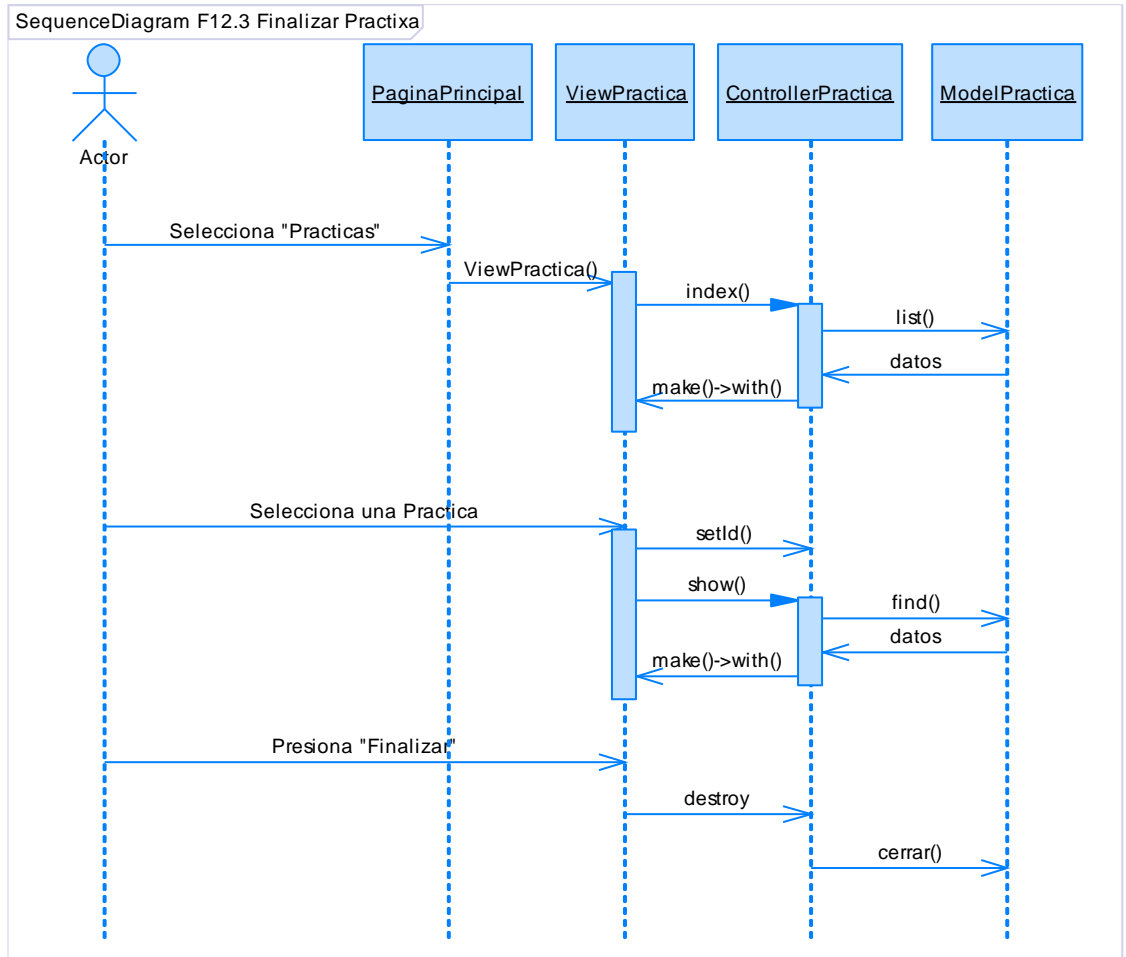 SequenceDiagram F12.3 Finalizar Practixa
Actor
PaginaPrincipal
ViewPractica
ControllerPractica
ModelPractica
Selecciona "Practicas"
ViewPractica()
index()
list()
datos
make()->with()
Selecciona una Practica
setId()
show()
find()
datos
make()->with()
Presiona "Finalizar"
destroy
cerrar()